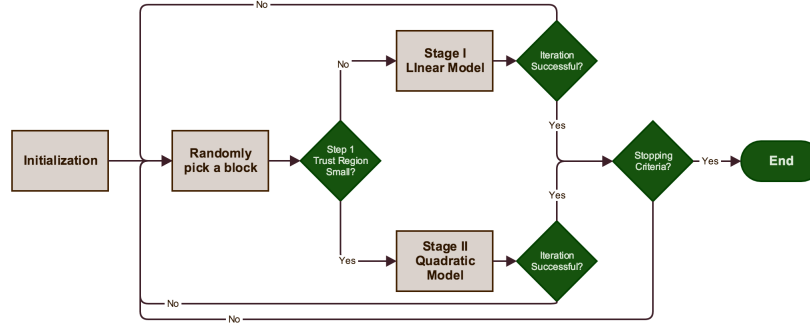 No
Stage I
LInear Model
Iteration
Successful?
No
Yes
Initialization
Randomly
pick a block
Step 1
Trust Region
Small?
Stopping
Criteria?
Yes
End
Yes
Yes
Stage II
Quadratic
Model
Iteration
Successful?
No
No